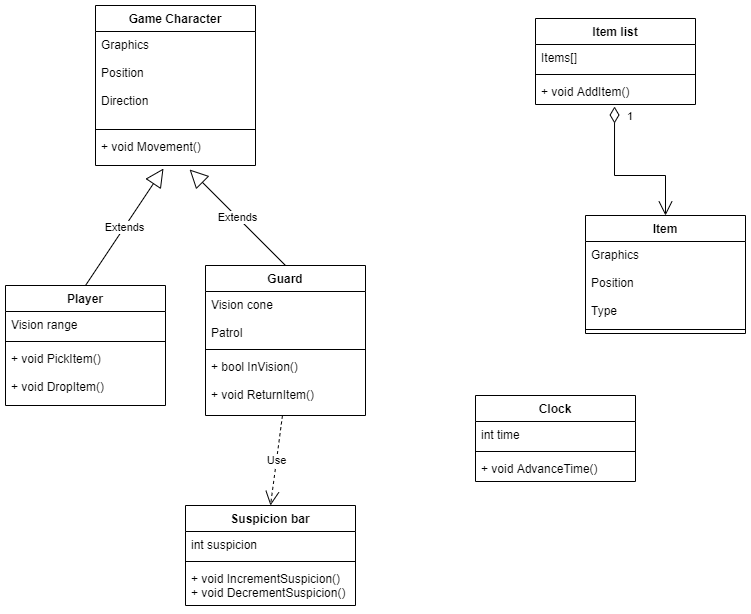 Game Character
Graphics
Position
Direction
+ void Movement()
Item list
Items[]
+ void AddItem()
1
Extends
Extends
Item
Graphics
Position
Type
Player
Vision range
+ void PickItem()
+ void DropItem()
Guard
Vision cone
Patrol
+ bool InVision()
+ void ReturnItem()
Clock
int time
+ void AdvanceTime()
Use
Suspicion bar
int suspicion
+ void IncrementSuspicion()
+ void DecrementSuspicion()